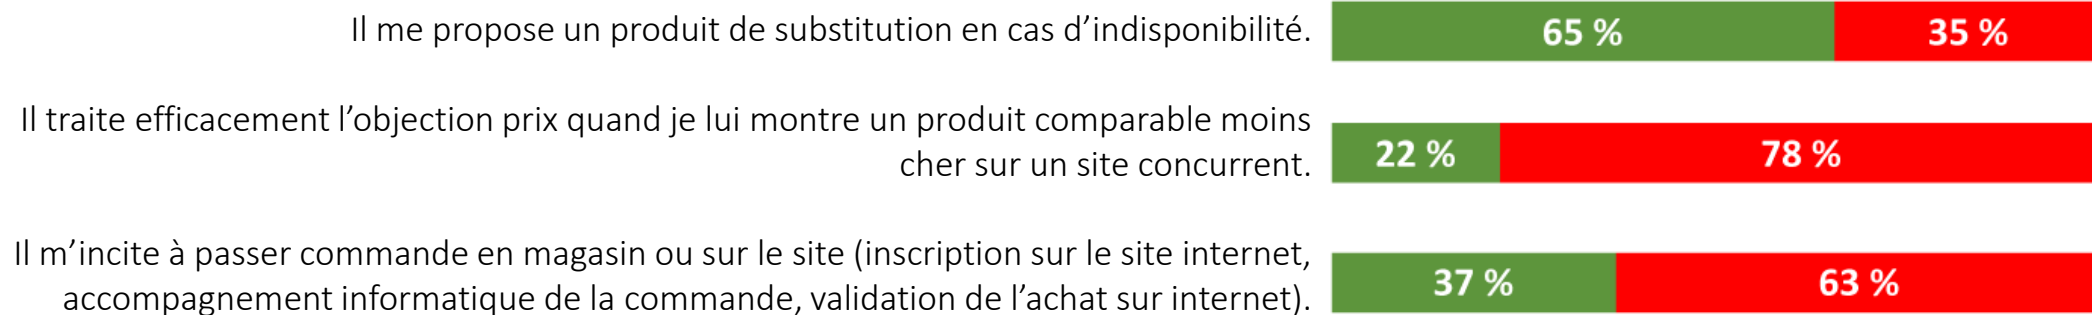 Il me propose un produit de substitution en cas d’indisponibilité.
65 % 35 %
Il traite efficacement l’objection prix quand je lui montre un produit comparable moins
cher sur un site concurrent.
22 % 78 %
Il m’incite à passer commande en magasin ou sur le site (inscription sur le site internet,
accompagnement informatique de la commande, validation de l’achat sur internet).
37 % 63 %